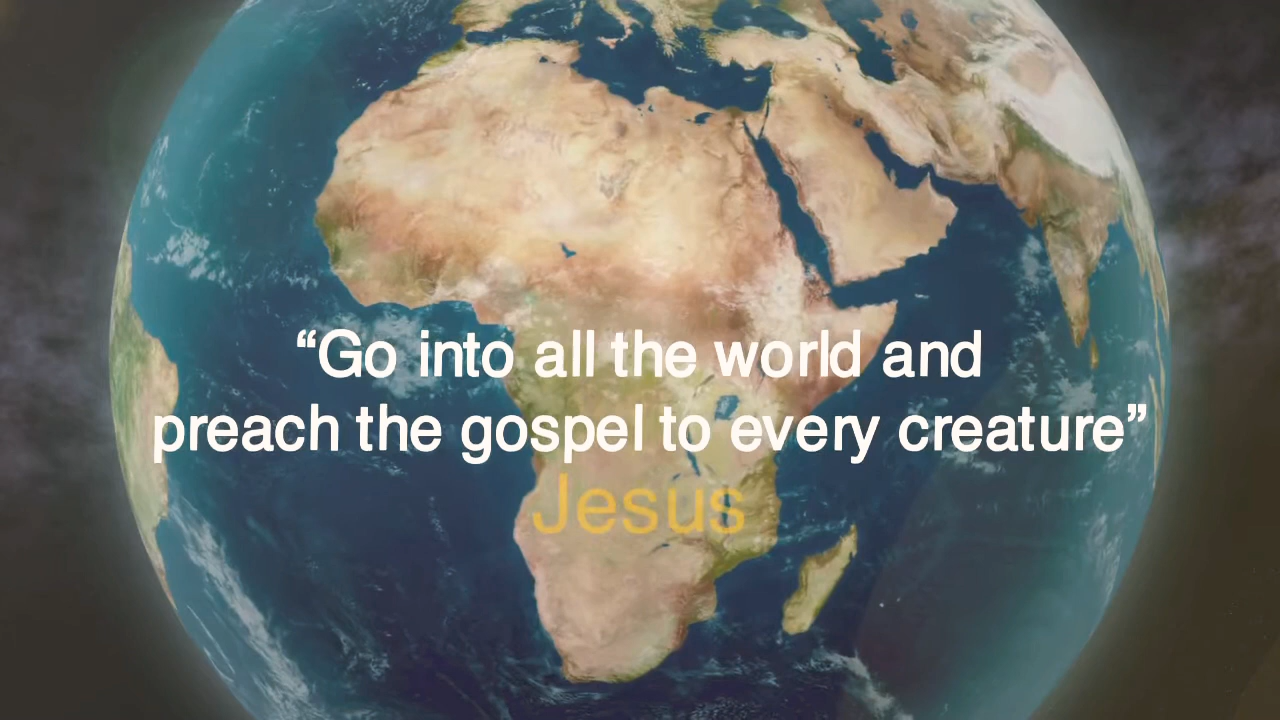 “Go into all the world and
preach the gospel to every creature”
Jesus